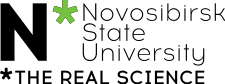 N*
Novosibirsk
State
University
*THE REAL SCIENCE